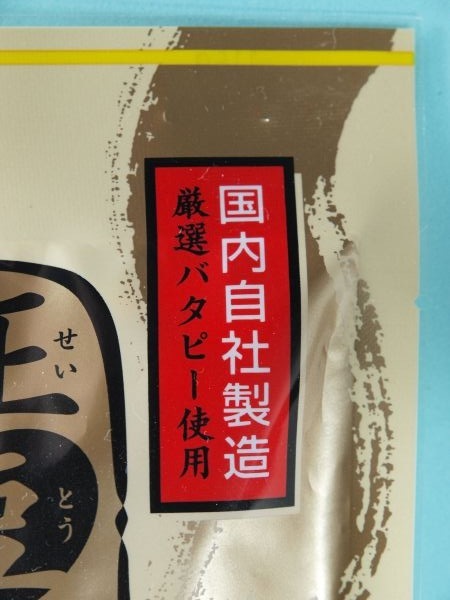 国内自社製造
厳選バタピー使用
せい
とう